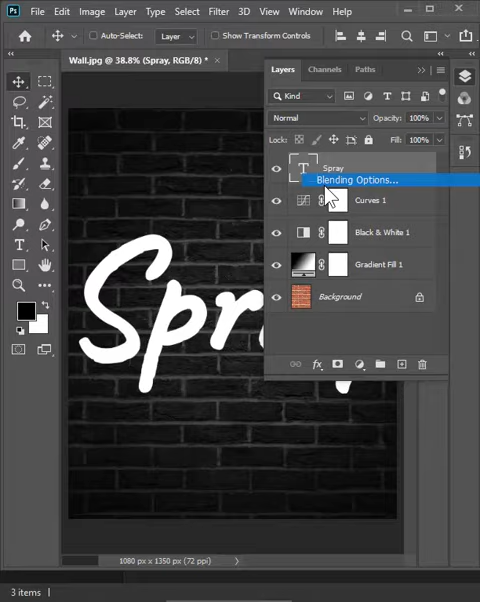 Ps File Edit Image Layer Type Select Filter 3D View Window Help
Auto-Select: Layer Show Transform Controls
Wall.jpg @ 38.8% (Spray, RGB/8) *
Layers Channels Paths
Kind
Normal Opacity: 100%
Lock: Fill: 100%
T Spray
Blending Options...
Curves 1
Black & White 1
Gradient Fill 1
Background
fx
1080 px x 1350 px (72 ppi)
3 items